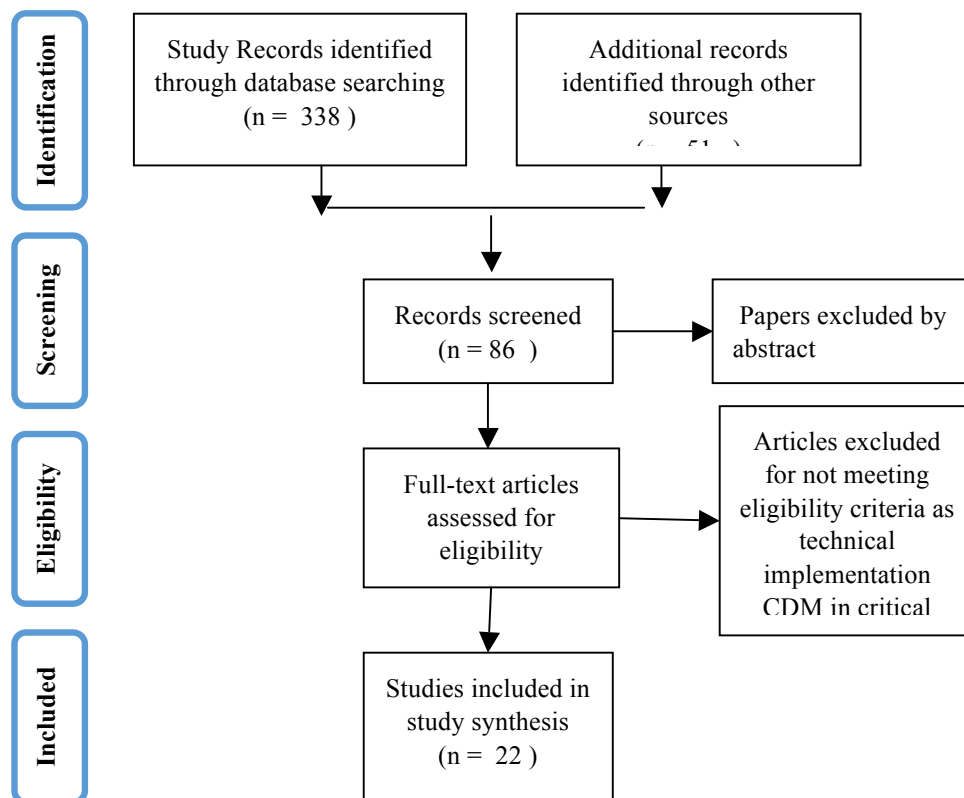 Identification
Study Records identified
through database searching
(n = 338 )
Additional records
identified through other
sources
Screening
Records screened
(n = 86 )
Papers excluded by
abstract
Eligibility
Full-text articles
assessed for
eligibility
Articles excluded
for not meeting
eligibility criteria as
technical
implementation
CDM in critical
Included
Studies included in
study synthesis
(n = 22 )